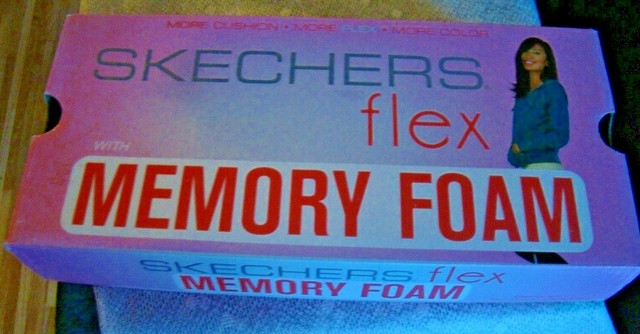 MORE CUSHION • MORE FLEX • MORE COLOR
SKECHERS
flex
WITH
MEMORY FOAM
SKECHERS flex
MEMORY FOAM